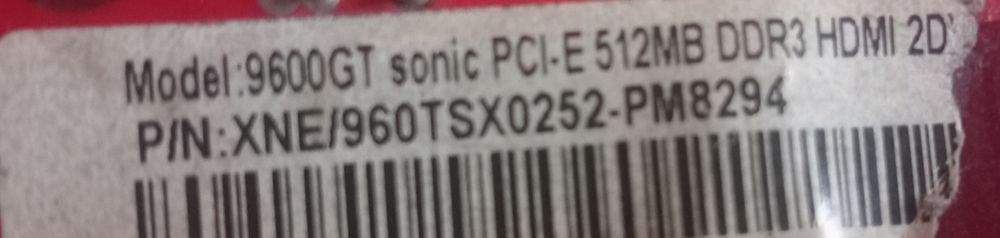 Model:9600GT sonic PCI-E 512MB DDR3 HDMI 2D
P/N:XNE/960TSX0252-PM8294